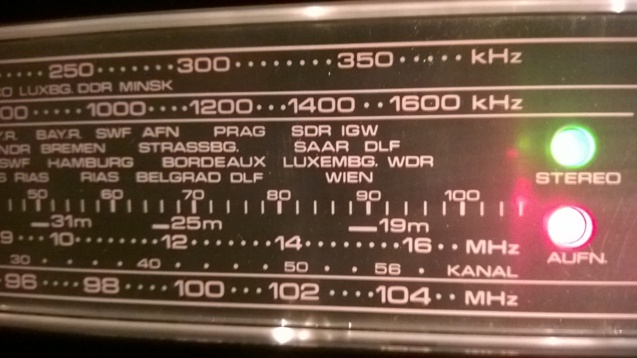 250 300 350 kHz
O LUXBG. DDR MINSK
00 1000 1200 1400 1600 kHz
.R. BAY.R. SWF AFN PRAG SDR IGW
NDR BREMEN STRASSBG. SAAR DLF
SWF HAMBURG BORDEAUX LUXEMBG. WDR
S RIAS RIAS BELGRAD DLF WIEN
STEREO
50 60 70 80 90 100
31m 25m 19m
9 10 12 14 16 MHz
AUFN.
30 40 50 56 KANAL
96 98 100 102 104 MHz